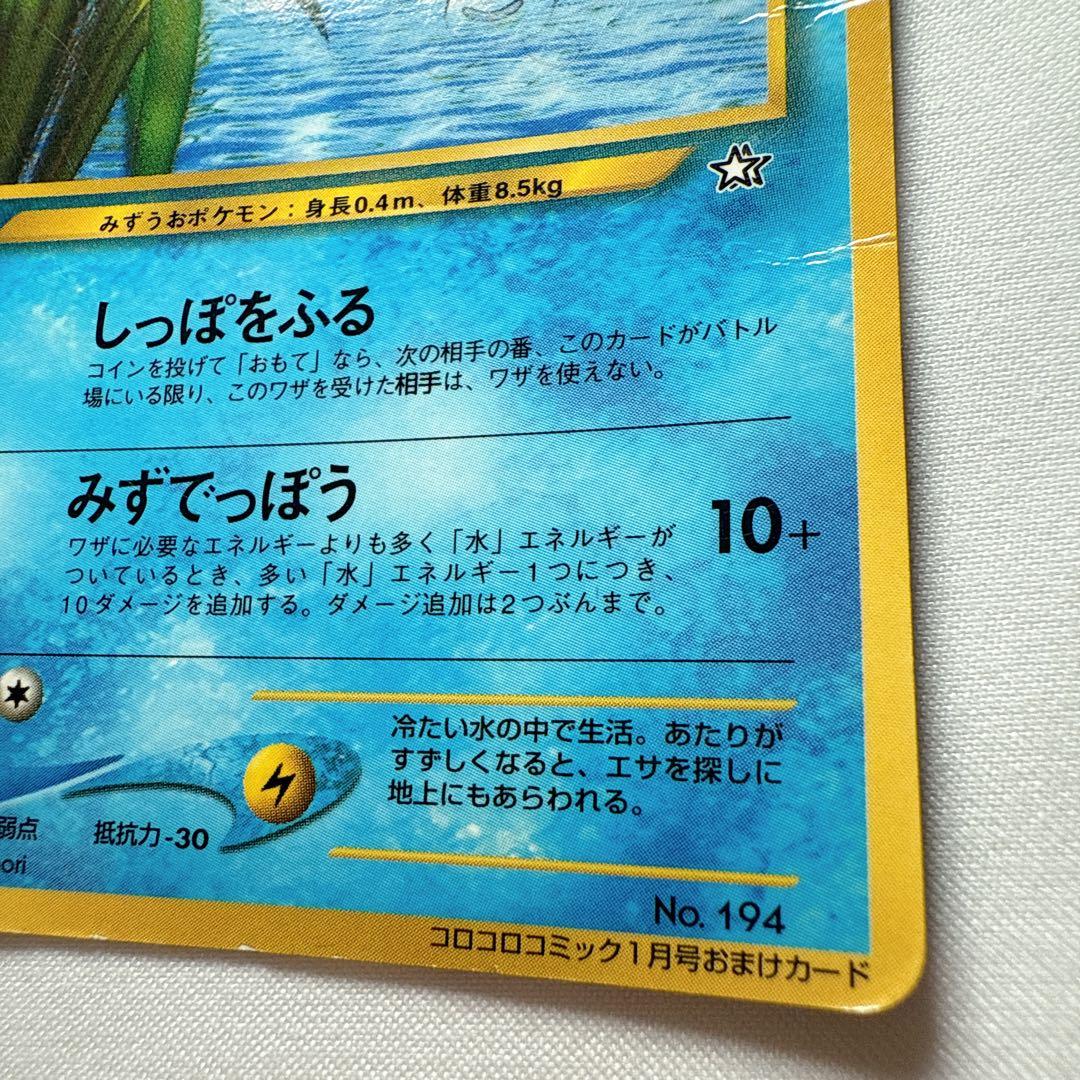 みずうおポケモン：身長0.4m、体重8.5kg
しっぽをふる
コインを投げて「おもて」なら、次の相手の番、このカードがバトル
場にいる限り、このワザを受けた相手は、ワザを使えない。
みずでっぽう
10+
ワザに必要なエネルギーよりも多く「水」エネルギーが
ついているとき、多い「水」エネルギー1つにつき、
10ダメージを追加する。ダメージ追加は2つぶんまで。
冷たい水の中で生活。あたりが
すずしくなると、エサを探しに
地上にもあらわれる。
弱点
抵抗力-30
ori
No. 194
コロコロコミック1月号おまけカード